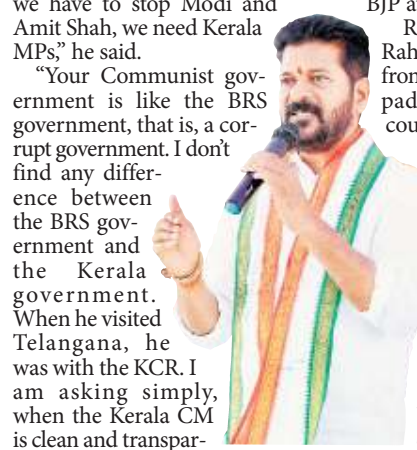 we have to stop Modi and
Amit Shah, we need Kerala
MPs,” he said.
“Your Communist gov-
ernment is like the BRS
government, that is, a cor-
rupt government. I don’t
find any differ-
ence between
the BRS gov-
ernment and
the Kerala
government.
When he visited
Telangana, he
was with the KCR. I
am asking simply,
when the Kerala CM
is clean and transpar-
BJP a
R
Rah
from
pad
cou